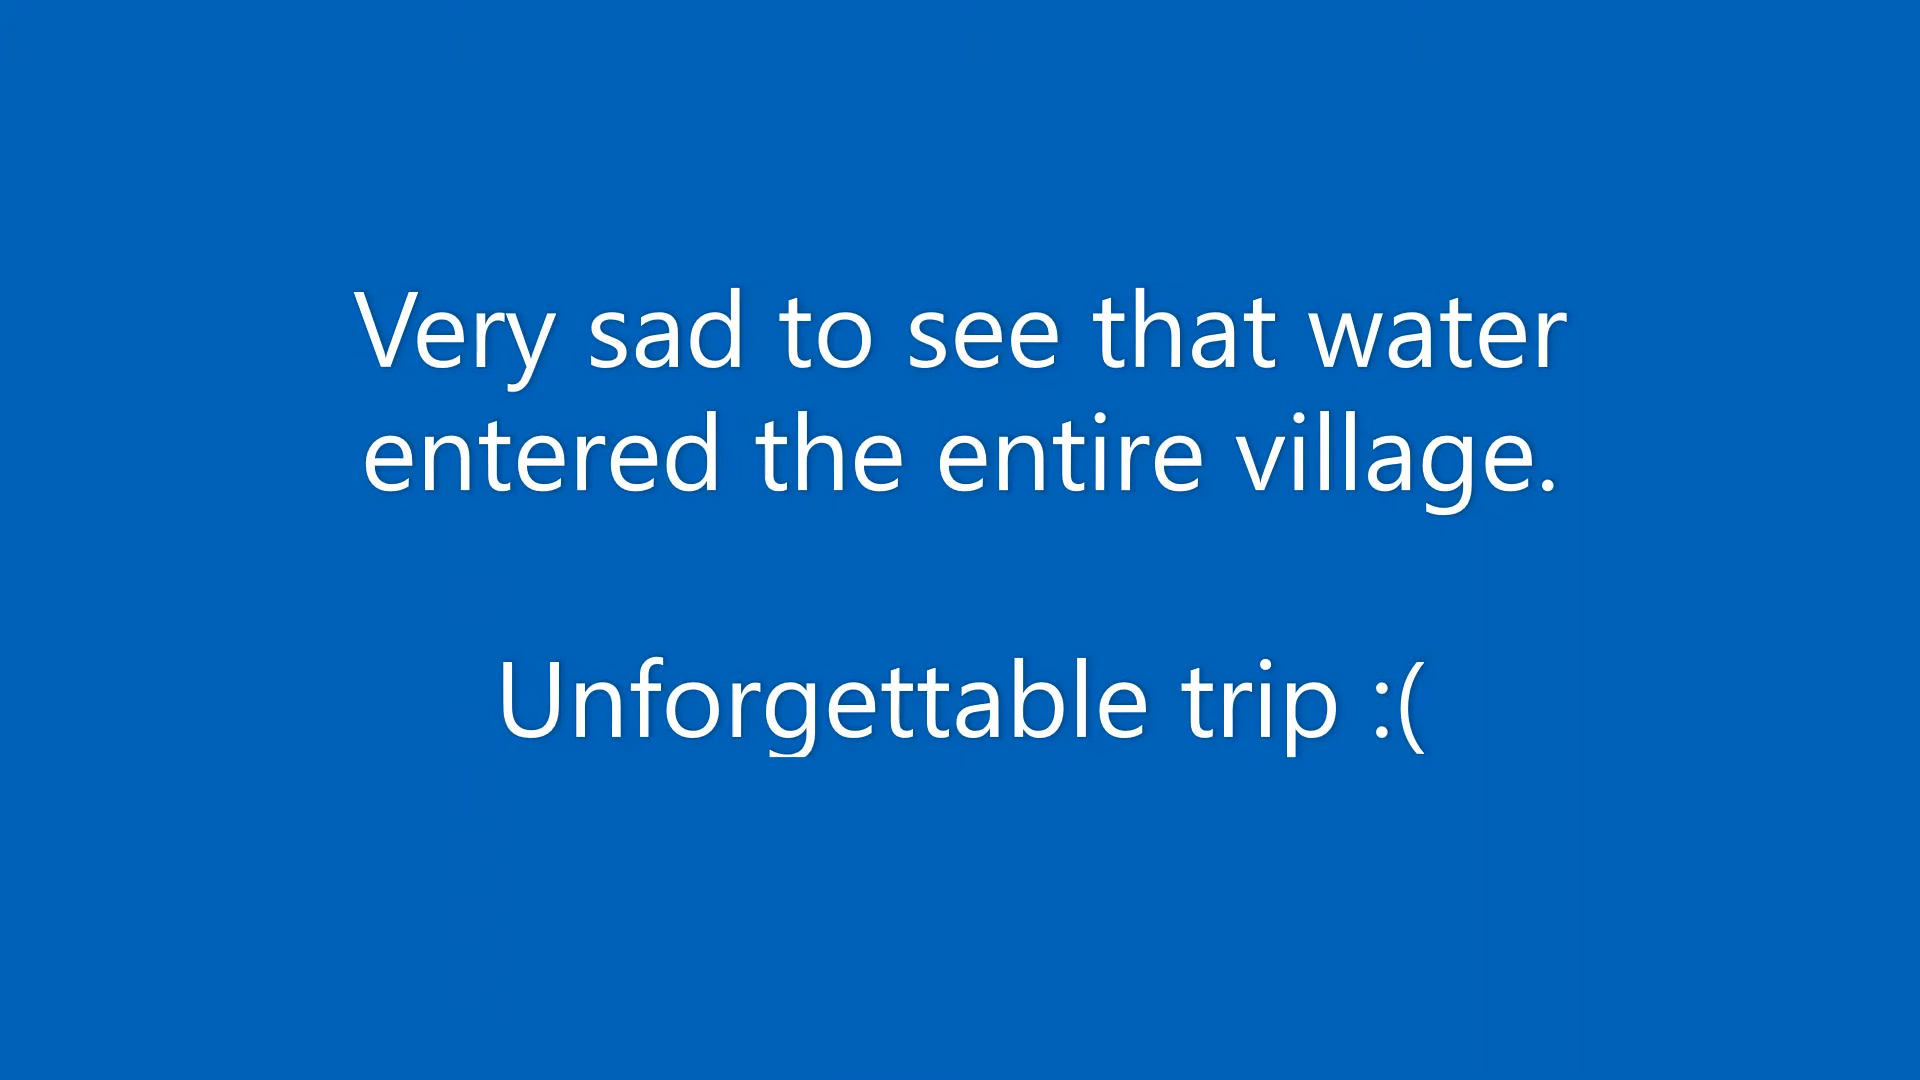 Very sad to see that water
entered the entire village.
Unforgettable trip :(